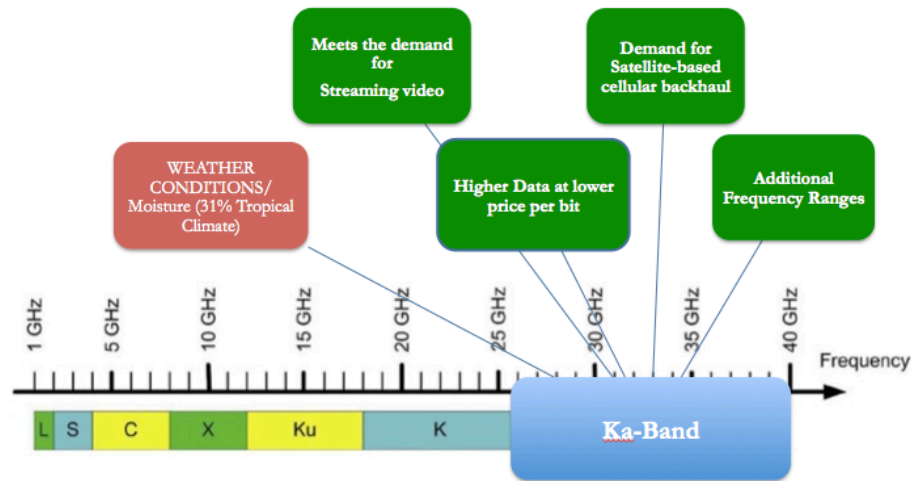 Meets the demand
for
Streaming video
Demand for
Satellite-based
cellular backhaul
WEATHER
CONDITIONS/
Moisture (31% Tropical
Climate)
Higher Data at lower
price per bit
Additional
Frequency Ranges
1 GHz
5 GHz
10 GHz
15 GHz
20 GHz
25 GHz
30 GHz
35 GHz
40 GHz
Frequency
L S C X Ku K
Ka-Band